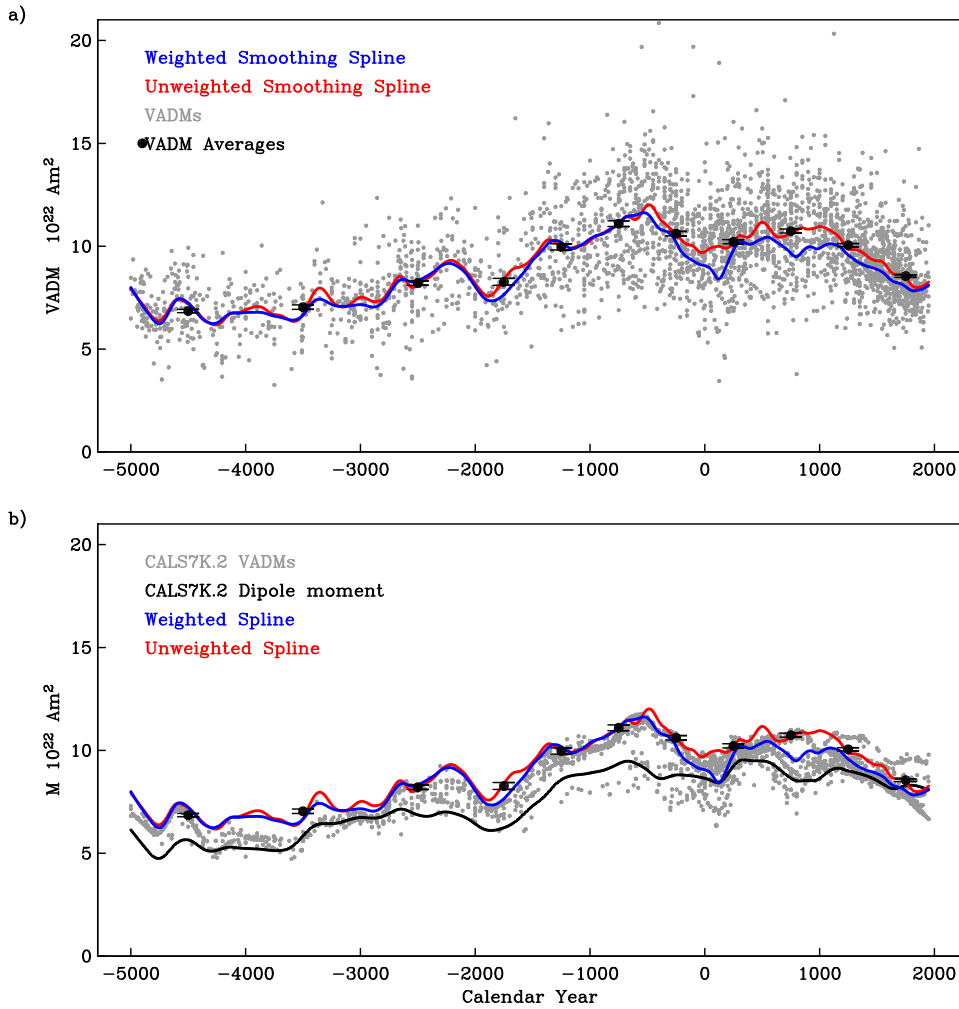 a)
20
15
10
5
0
VADM 10²² Am²
Weighted Smoothing Spline
Unweighted Smoothing Spline
VADMs
VADM Averages
−5000 −4000 −3000 −2000 −1000 0 1000 2000
b)
20
15
10
5
0
M 10²² Am²
CALS7K.2 VADMs
CALS7K.2 Dipole moment
Weighted Spline
Unweighted Spline
−5000 −4000 −3000 −2000 −1000 0 1000 2000
Calendar Year